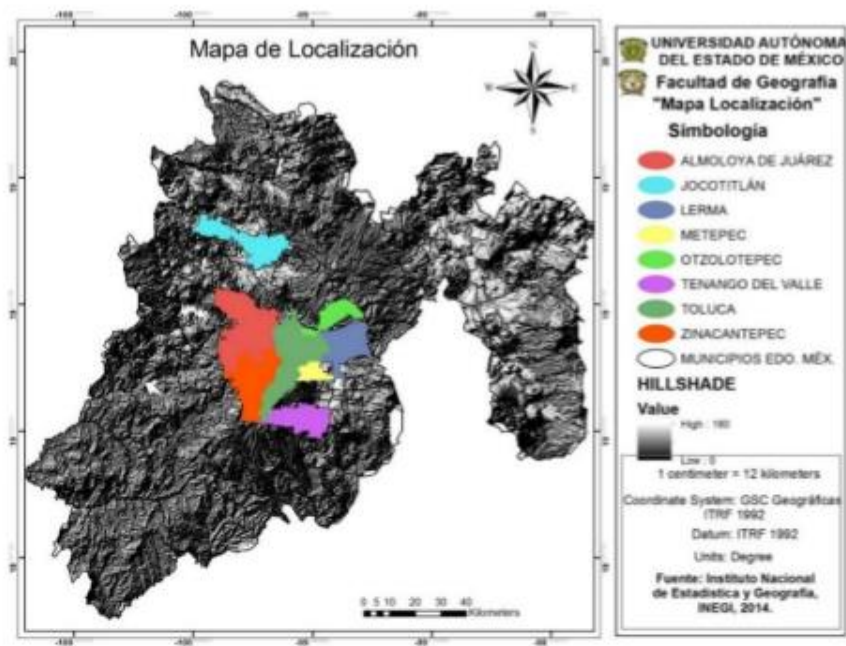 Mapa de Localización
N
W
E
S
0 5 10 20 30 40
Kilometers
UNIVERSIDAD AUTÓNOMA
DEL ESTADO DE MÉXICO
Facultad de Geografía
"Mapa Localización"
Simbología
ALMOLOYA DE JUÁREZ
JOCOTITLÁN
LERMA
METEPEC
OTZOLOTEPEC
TENANGO DEL VALLE
TOLUCA
ZINACANTEPEC
MUNICIPIOS EDO. MÉX.
HILLSHADE
Value
High : 180
Low : 0
1 centimeter = 12 kilometers
Coordinate System: GSC Geográficas
ITRF 1992
Datum: ITRF 1992
Units: Degree
Fuente: Instituto Nacional
de Estadística y Geografía,
INEGI, 2014.